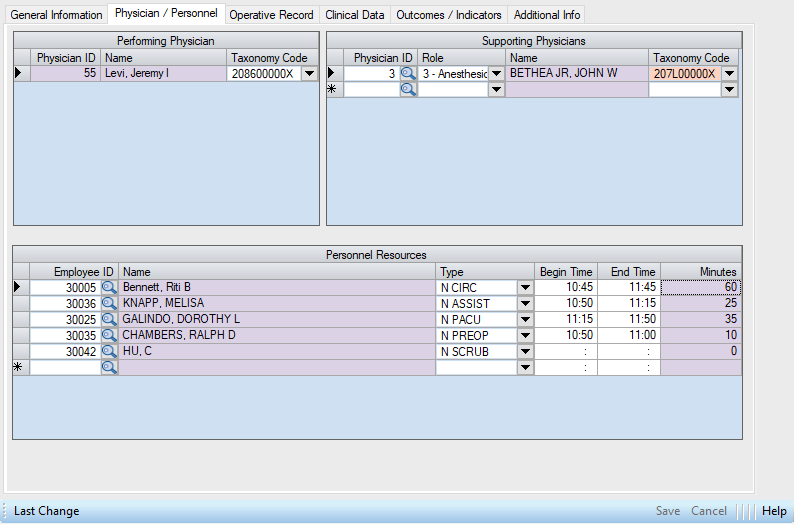 General Information Physician / Personnel Operative Record Clinical Data Outcomes / Indicators Additional Info
Performing Physician
Physician ID Name Taxonomy Code
55 Levi, Jeremy I 208600000X
Supporting Physicians
Physician ID Role Name Taxonomy Code
3 3 - Anesthesic BETHEA JR, JOHN W 207L00000X
Personnel Resources
Employee ID Name Type Begin Time End Time Minutes
30005 Bennett, Riti B N CIRC 10:45 11:45 60
30036 KNAPP, MELISA N ASSIST 10:50 11:15 25
30025 GALINDO, DOROTHY L N PACU 11:15 11:50 35
30035 CHAMBERS, RALPH D N PREOP 10:50 11:00 10
30042 HU, C N SCRUB : : 0
: :
Last Change Save Cancel Help